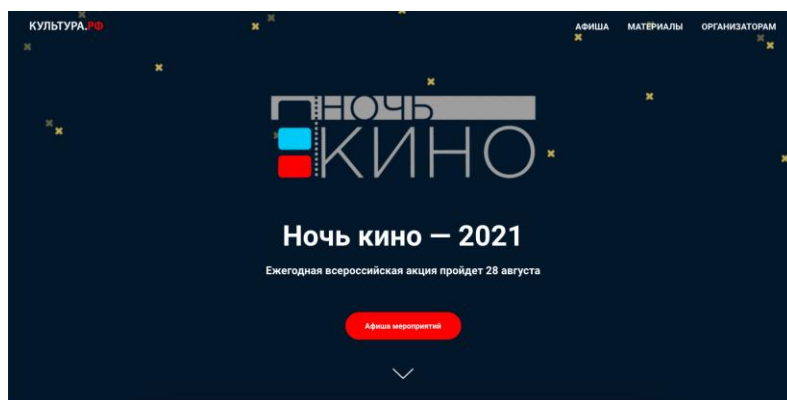 КУЛЬТУРА.РФ
АФИША МАТЕРИАЛЫ ОРГАНИЗАТОРАМ
НОЧЬ
КИНО
Ночь кино — 2021
Ежегодная всероссийская акция пройдет 28 августа
Афиша мероприятий